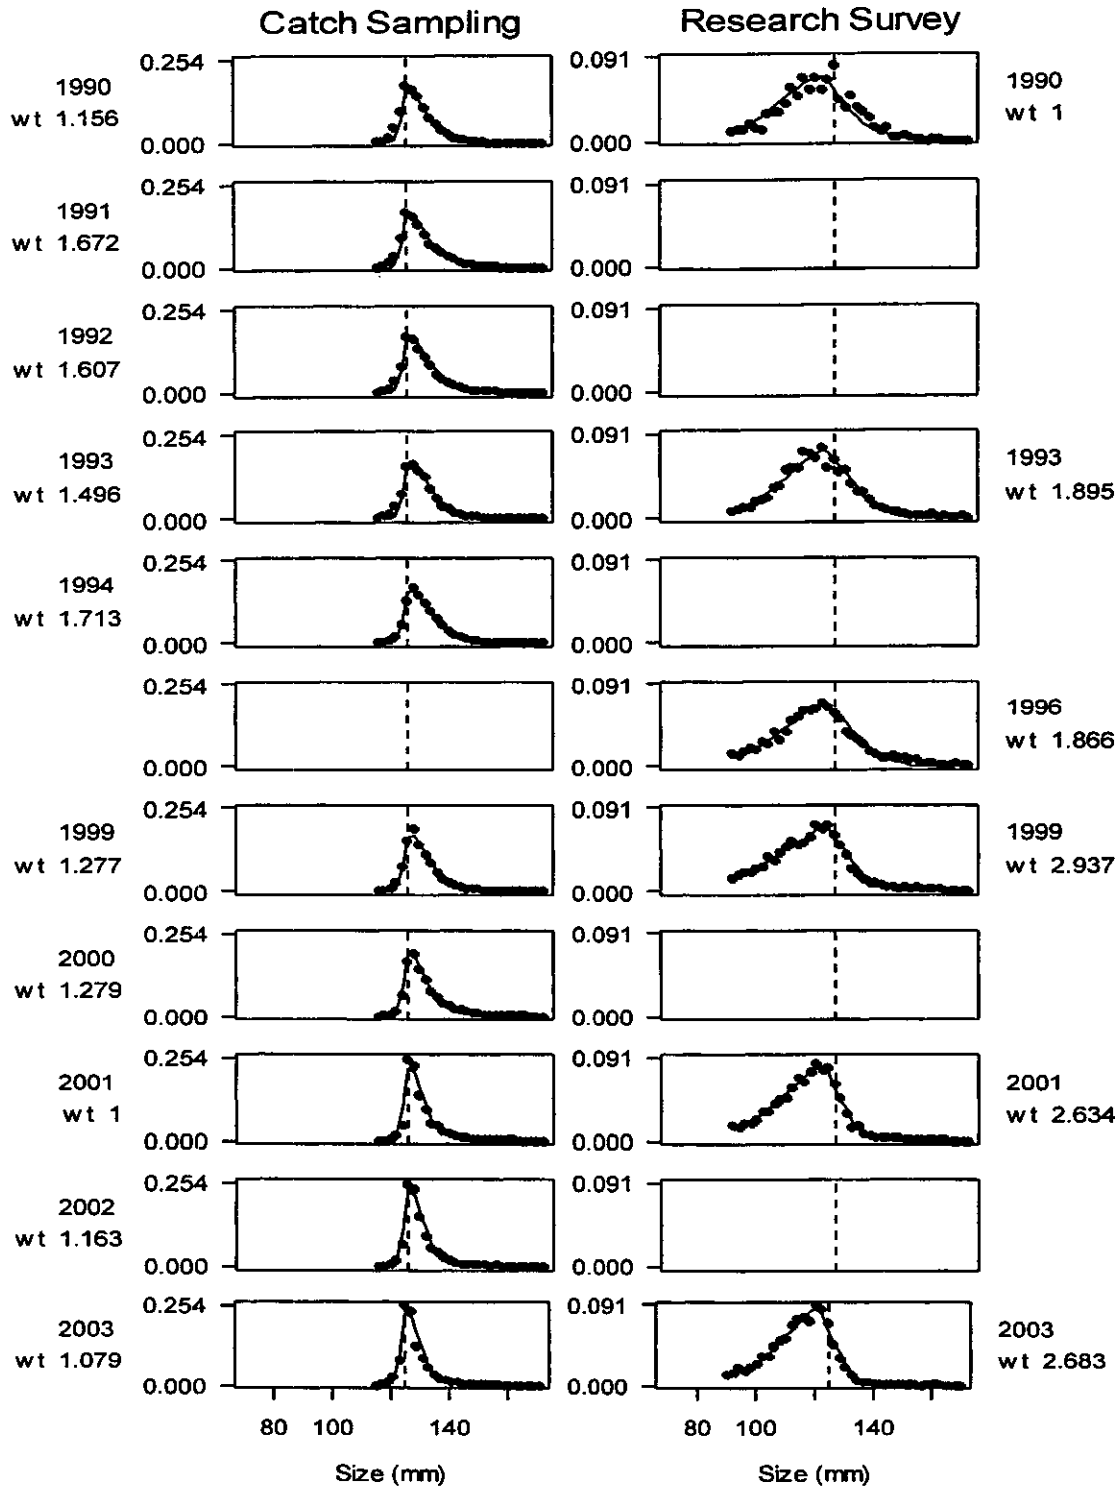 Catch Sampling Research Survey
0.254 0.091
1990 1990
wt 1.156 wt 1
0.000 0.000
0.254 0.091
1991
wt 1.672
0.000 0.000
0.254 0.091
1992
wt 1.607
0.000 0.000
0.254 0.091
1993 1993
wt 1.496 wt 1.895
0.000 0.000
0.254 0.091
1994
wt 1.713
0.000 0.000
0.254 0.091
1996
wt 1.866
0.000 0.000
0.254 0.091
1999 1999
wt 1.277 wt 2.937
0.000 0.000
0.254 0.091
2000
wt 1.279
0.000 0.000
0.254 0.091
2001 2001
wt 1 wt 2.634
0.000 0.000
0.254 0.091
2002
wt 1.163
0.000 0.000
0.254 0.091
2003 2003
wt 1.079 wt 2.683
0.000 0.000
80 100 140 80 100 140
Size (mm) Size (mm)